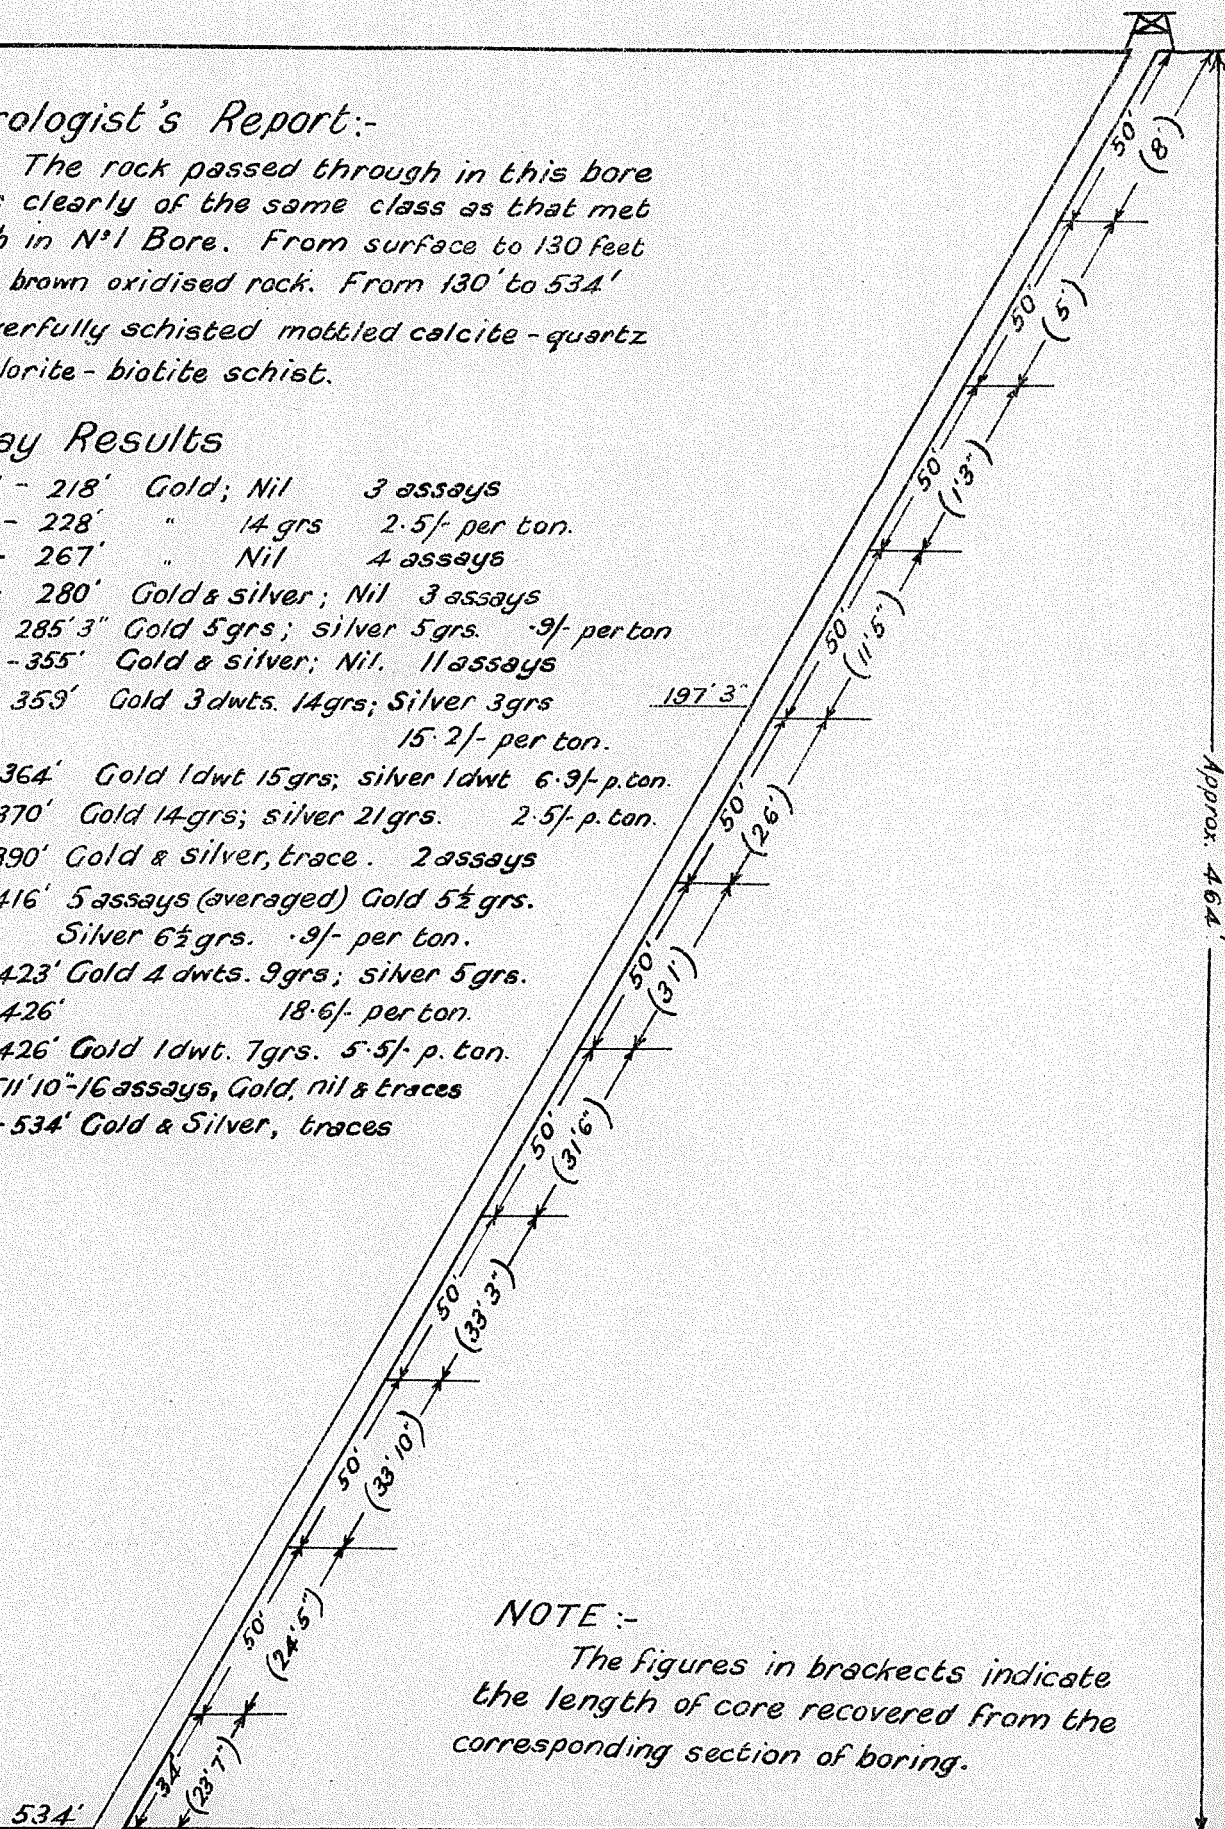 rologist's Report:-
The rock passed through in this bore
clearly of the same class as that met
h in Nº1 Bore. From surface to 130 feet
brown oxidised rock. From 130' to 534'
erfully schisted mottled calcite - quartz
lorite - biotite schist.
ay Results
- 218' Gold; Nil 3 assays
- 228' " 14 grs 2·5/- per ton.
- 267' " Nil 4 assays
280' Gold & silver; Nil 3 assays
285'3" Gold 5grs; silver 5grs. ·9/- per ton
- 355' Gold & silver; Nil. 11 assays
359' Gold 3 dwts. 14grs; Silver 3grs
15·2/- per ton.
364' Gold 1dwt 15grs; silver 1dwt 6·9/- p.ton.
370' Gold 14grs; silver 21grs. 2·5/- p.ton.
390' Gold & silver, trace. 2 assays
416' 5 assays (averaged) Gold 5½ grs.
Silver 6½ grs. ·9/- per ton.
423' Gold 4 dwts. 9grs; silver 5grs.
426' 18·6/- per ton.
426' Gold 1dwt. 7grs. 5·5/- p. ton.
11'10" - 16 assays, Gold, nil & traces
- 534' Gold & Silver, traces
50' (8')
50' (5')
50' (1'3")
50' (11'5")
197'3"
50' (26')
50' (31')
50' (31'6")
50' (33'3")
50' (33'10")
50' (24'5")
34' (23'7")
534'
Approx. 464'
NOTE :-
The figures in brackects indicate
the length of core recovered from the
corresponding section of boring.